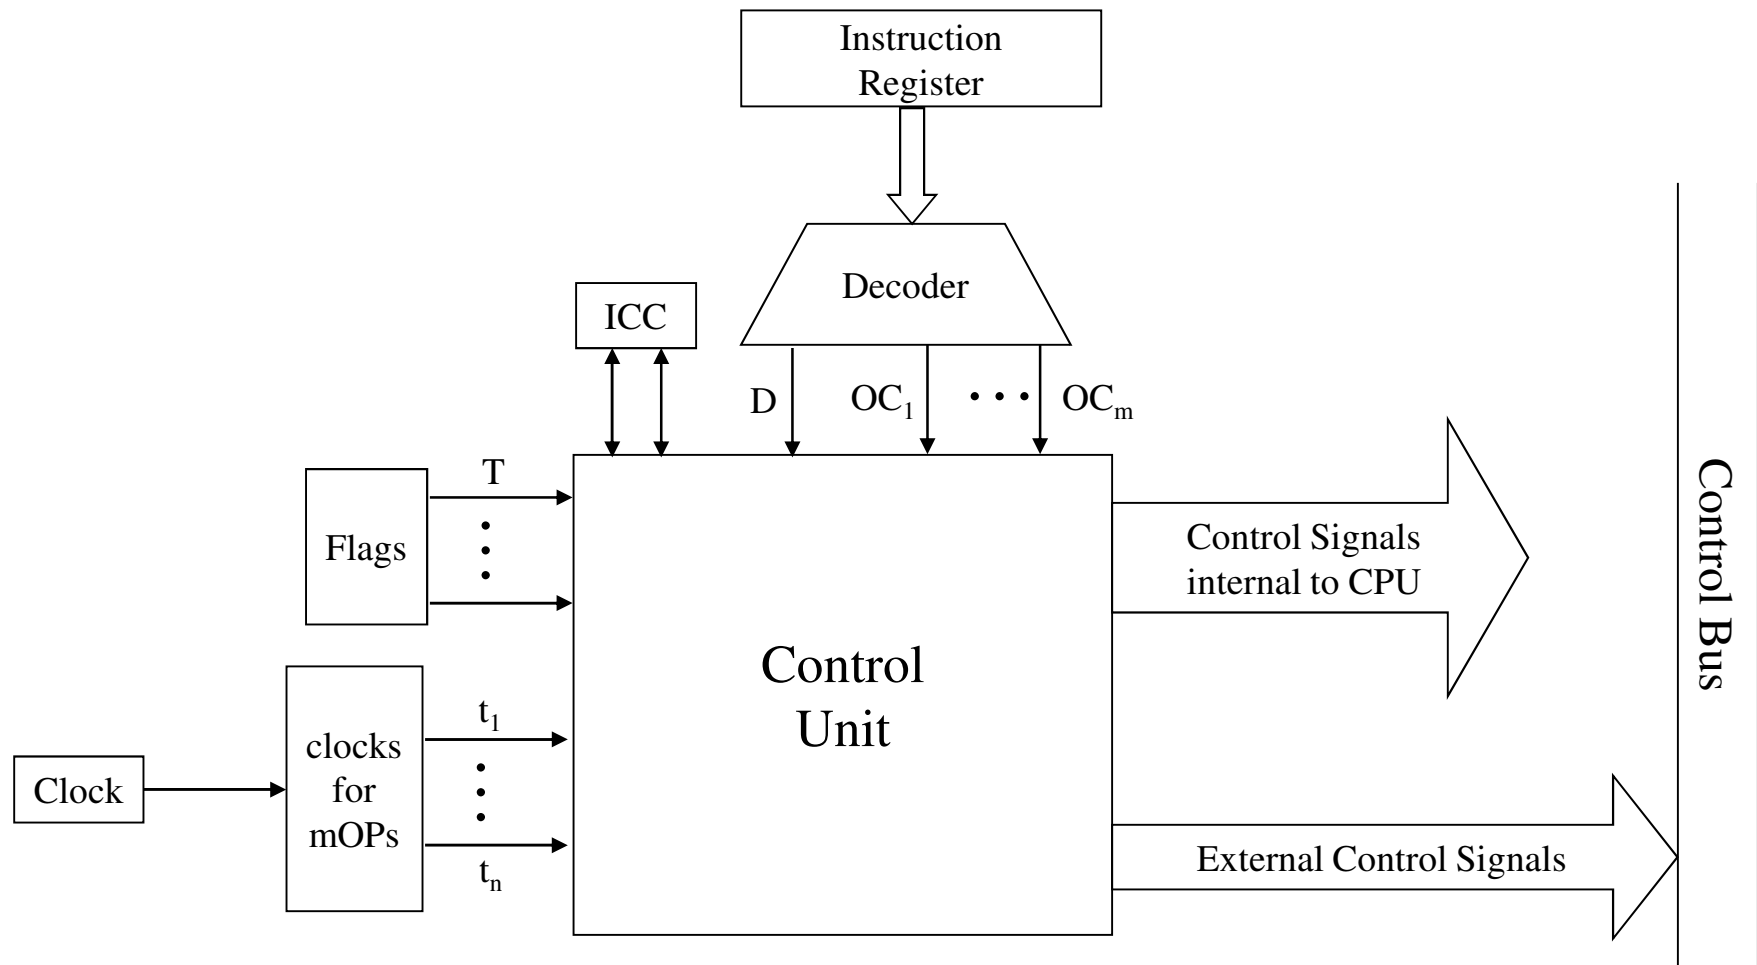 Instruction
Register
Decoder
ICC
D
OC1
OCm
T
Flags
Control Signals
internal to CPU
Control Bus
Control
Unit
t1
clocks
for
mOPs
Clock
tn
External Control Signals